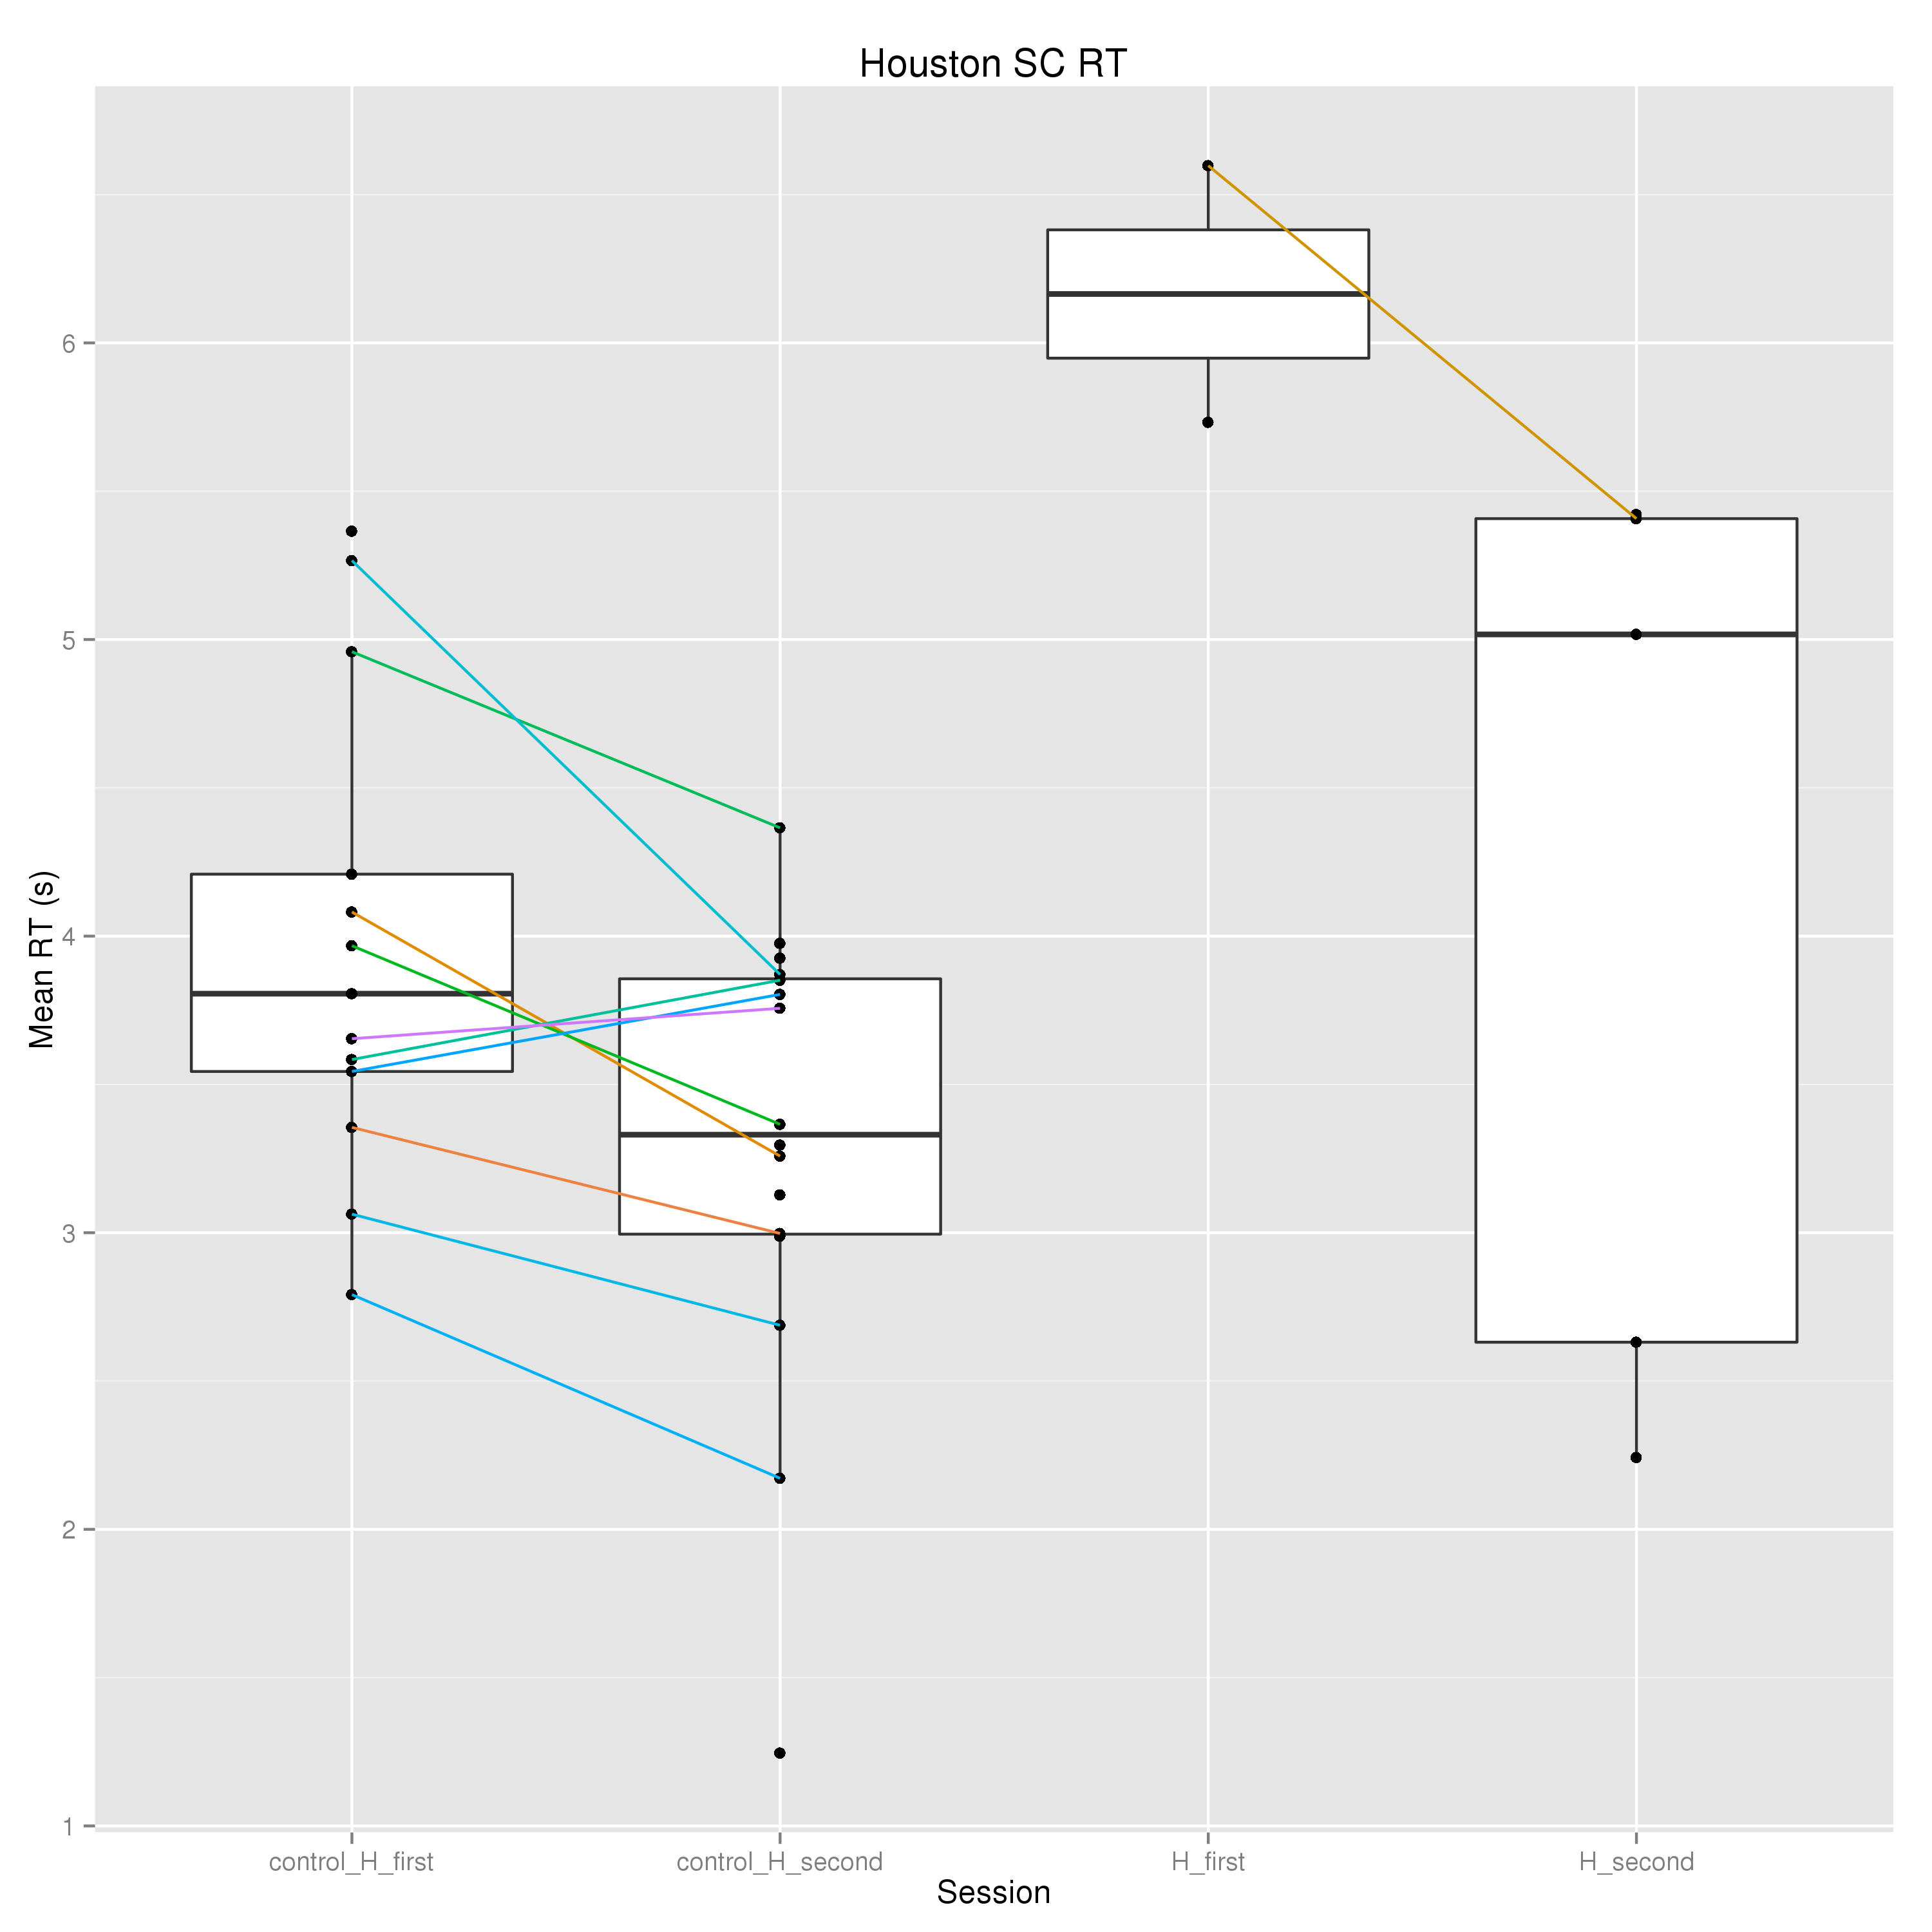 Houston SC RT
Mean RT (s)
6
5
4
3
2
1
control_H_first
control_H_second
H_first
H_second
Session